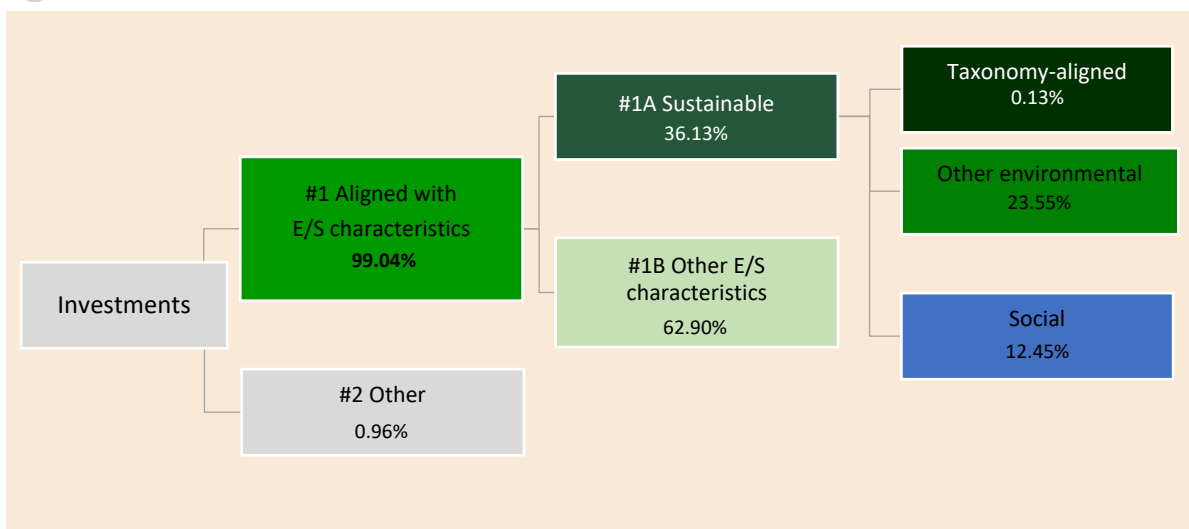 Investments
#1 Aligned with
E/S characteristics
99.04%
#2 Other
0.96%
#1A Sustainable
36.13%
#1B Other E/S
characteristics
62.90%
Taxonomy-aligned
0.13%
Other environmental
23.55%
Social
12.45%